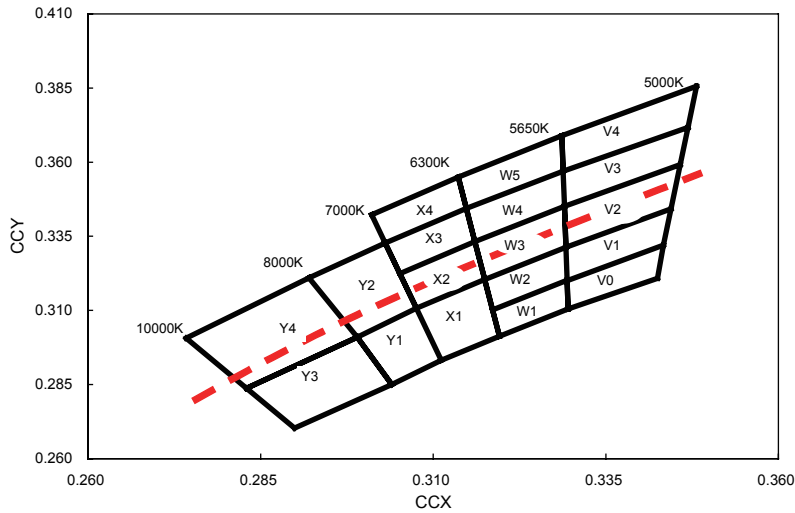 0.410
5000K
0.385
5650K
V4
0.360
6300K
W5
V3
7000K
X4
W4
V2
CCY
0.335
X3
W3
V1
8000K
Y2
X2
W2
V0
0.310
10000K
Y4
Y1
X1
W1
0.285
Y3
0.260
0.260
0.285
0.310
0.335
0.360
CCX